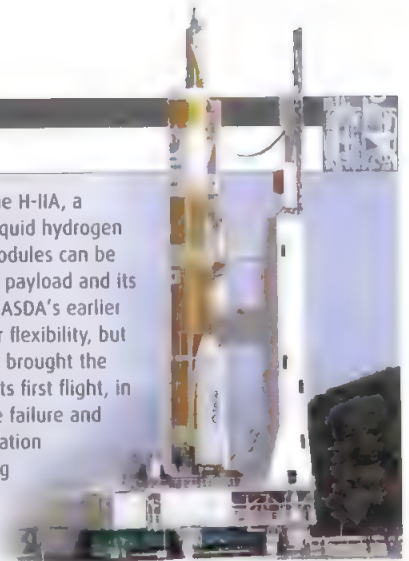 he H-IIA, a
quid hydrogen
odules can be
payload and its
ASDA's earlier
r flexibility, but
brought the
ts first flight, in
e failure and
ation
g